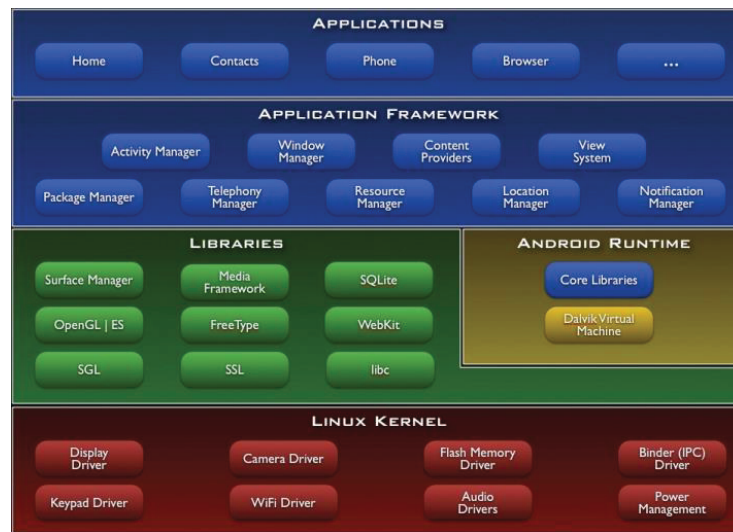 APPLICATIONS
Home
Contacts
Phone
Browser
...
APPLICATION FRAMEWORK
Activity Manager
Window
Manager
Content
Providers
View
System
Package Manager
Telephony
Manager
Resource
Manager
Location
Manager
Notification
Manager
LIBRARIES
Surface Manager
Media
Framework
SQLite
OpenGL | ES
FreeType
WebKit
SGL
SSL
libc
ANDROID RUNTIME
Core Libraries
Dalvik Virtual
Machine
LINUX KERNEL
Display
Driver
Camera Driver
Flash Memory
Driver
Binder (IPC)
Driver
Keypad Driver
WiFi Driver
Audio
Drivers
Power
Management